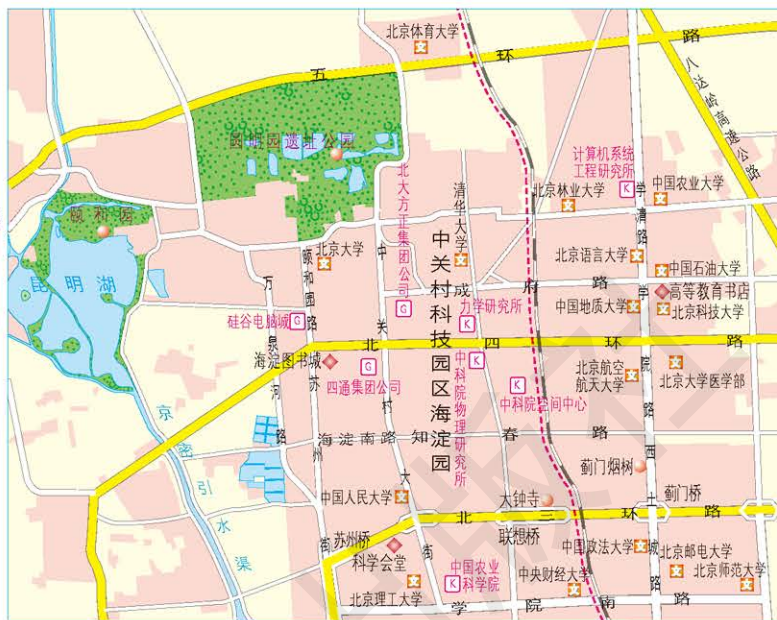 北京体育大学
五环路
八达岭高速公路
圆明园遗址公园
计算机系统
工程研究所
北京林业大学
中国农业大学
学清路
北大方正集团公司
清华大学
颐和园
北京大学
中关村科技园区海淀园
北京语言大学
中国石油大学
昆明湖
颐和园路
万泉河路
中关村大街
成府路
高等教育书店
中国地质大学
北京科技大学
力学研究所
硅谷电脑城
北四环路
海淀图书城
四通集团公司
中科院物理研究所
中科院空间中心
北京航空
航天大学
北京大学医学部
学院路
苏州街
海淀南路
知春路
京密引水渠
蓟门烟树
西土城路
中国人民大学
大钟寺
蓟门桥
北三环路
苏州桥
联想桥
科学会堂
中国政法大学
北京邮电大学
中国农业
科学院
中央财经大学
北京师范大学
北京理工大学
学院南路